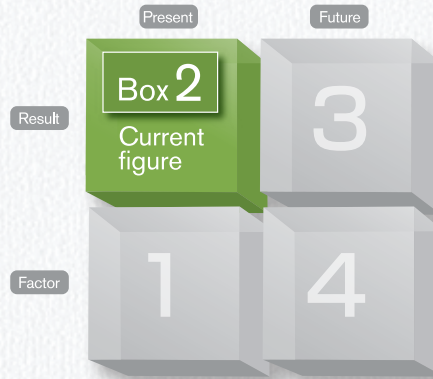 Present
Future
Box 2
Current
figure
3
Result
1
4
Factor